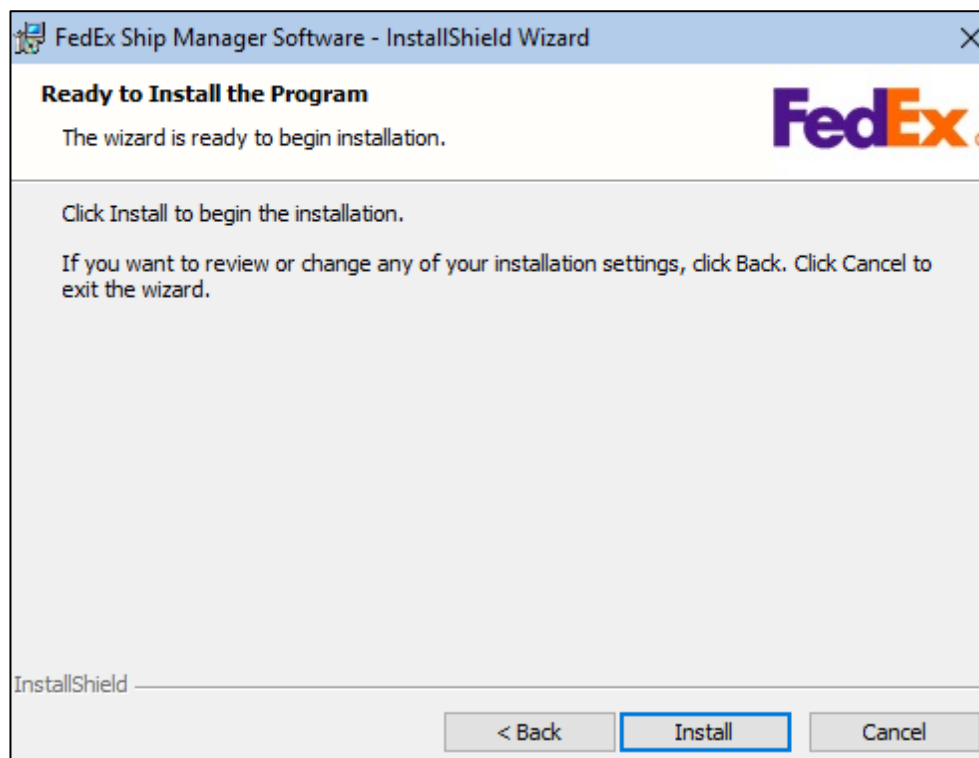 FedEx Ship Manager Software - InstallShield Wizard
Ready to Install the Program
The wizard is ready to begin installation.
FedEx
Click Install to begin the installation.
If you want to review or change any of your installation settings, click Back. Click Cancel to
exit the wizard.
InstallShield
< Back
Install
Cancel